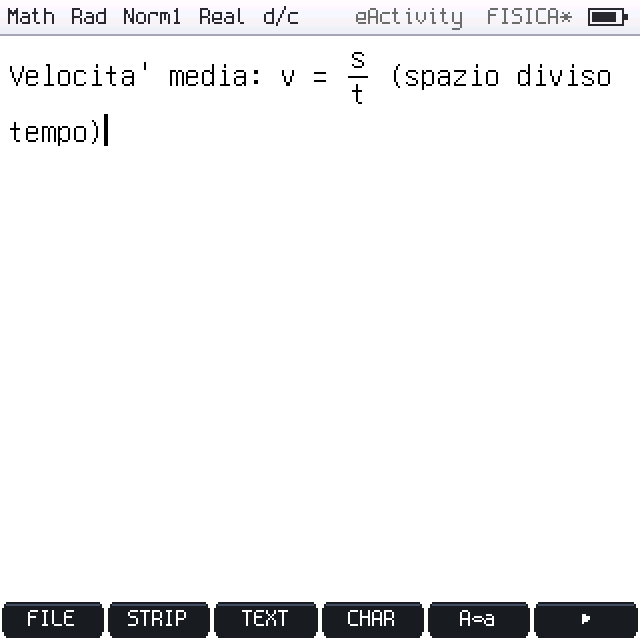 Math Rad Norm1 Real d/c eActivity FISICA*
Velocita' media: v = s/t (spazio diviso
tempo)
FILE STRIP TEXT CHAR A⇔a